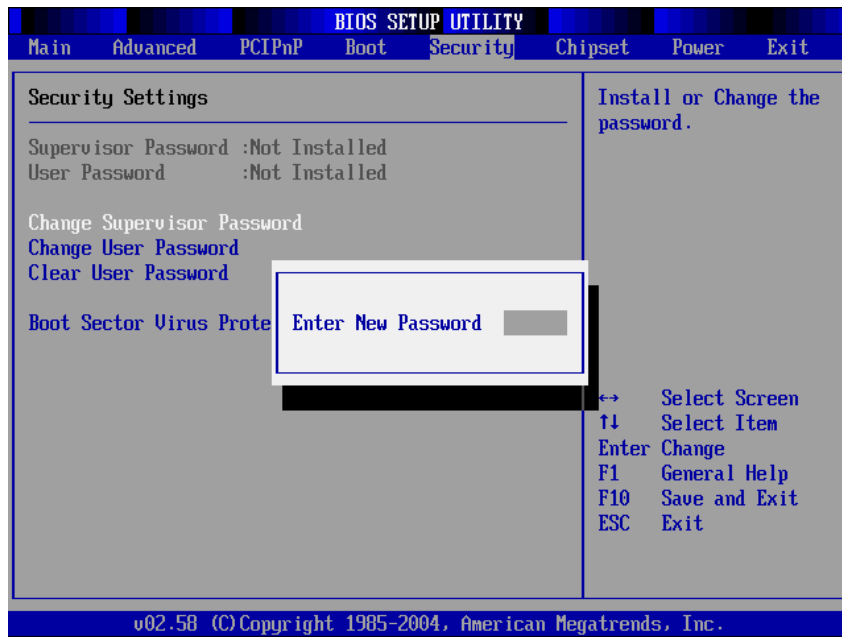 BIOS SETUP UTILITY
Main Advanced PCIPnP Boot Security Chipset Power Exit
Security Settings
Supervisor Password :Not Installed
User Password :Not Installed
Change Supervisor Password
Change User Password
Clear User Password
Boot Sector Virus Prote
Enter New Password
Install or Change the
password.
↔ Select Screen
↑↓ Select Item
Enter Change
F1 General Help
F10 Save and Exit
ESC Exit
v02.58 (C)Copyright 1985-2004, American Megatrends, Inc.